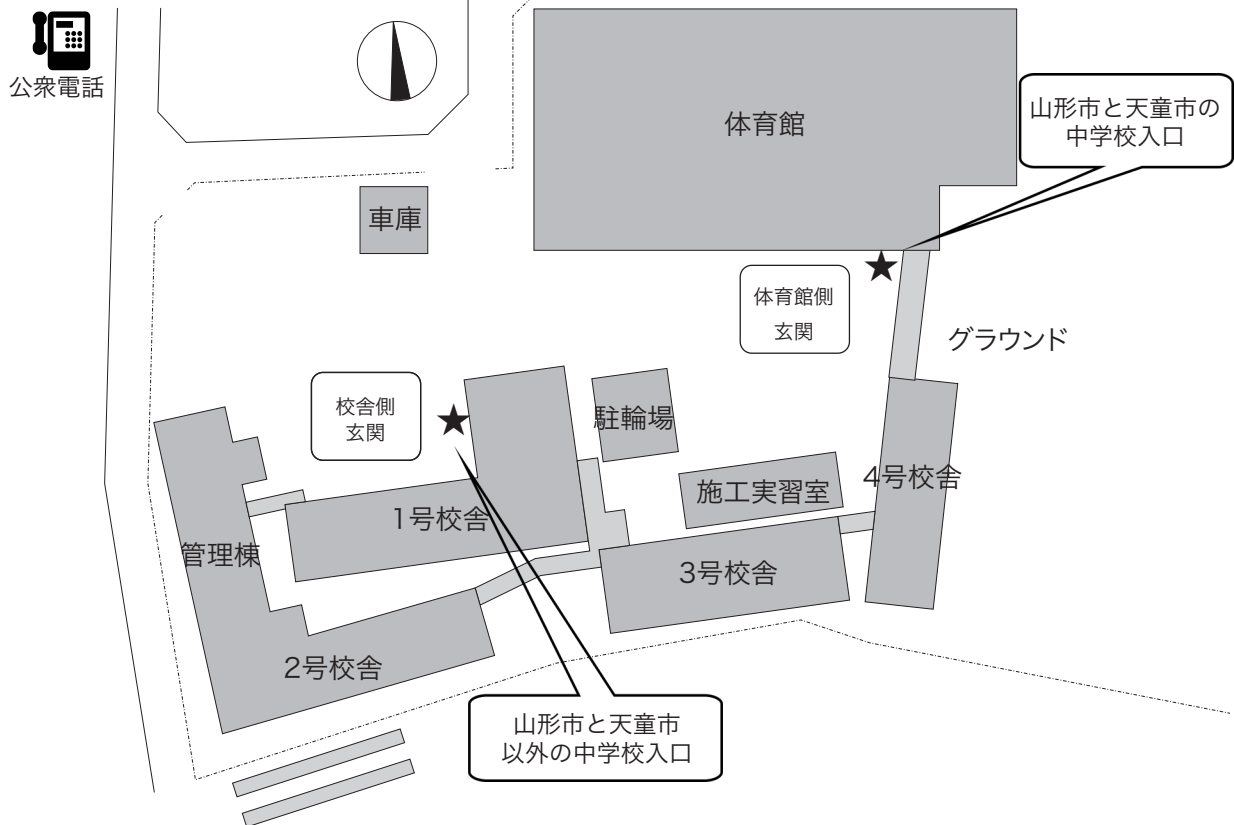 公衆電話
体育館
山形市と天童市の
中学校入口
車庫
体育館側
玄関
グラウンド
校舎側
玄関
駐輪場
4号校舎
施工実習室
1号校舎
管理棟
3号校舎
2号校舎
山形市と天童市
以外の中学校入口